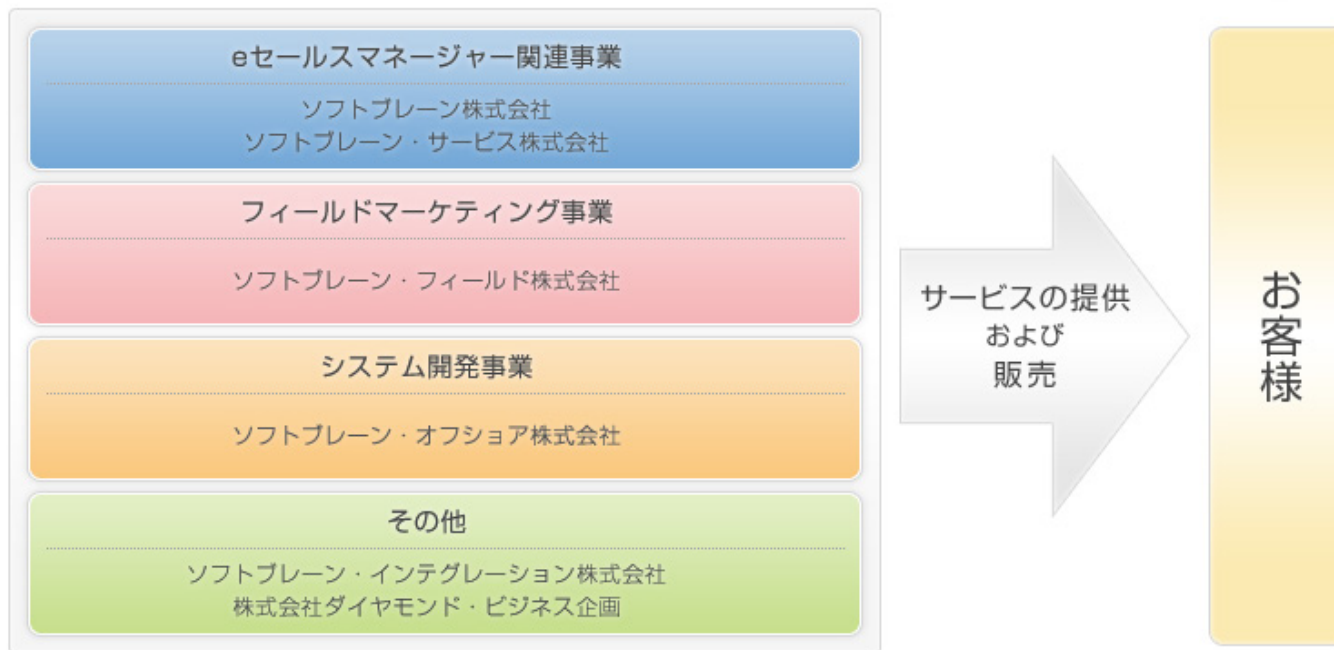 eセールスマネージャー関連事業
ソフトブレーン株式会社
ソフトブレーン・サービス株式会社
フィールドマーケティング事業
ソフトブレーン・フィールド株式会社
システム開発事業
ソフトブレーン・オフショア株式会社
その他
ソフトブレーン・インテグレーション株式会社
株式会社ダイヤモンド・ビジネス企画
サービスの提供
および
販売
お客様